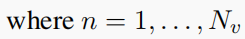 where n = 1, . . . , N_v